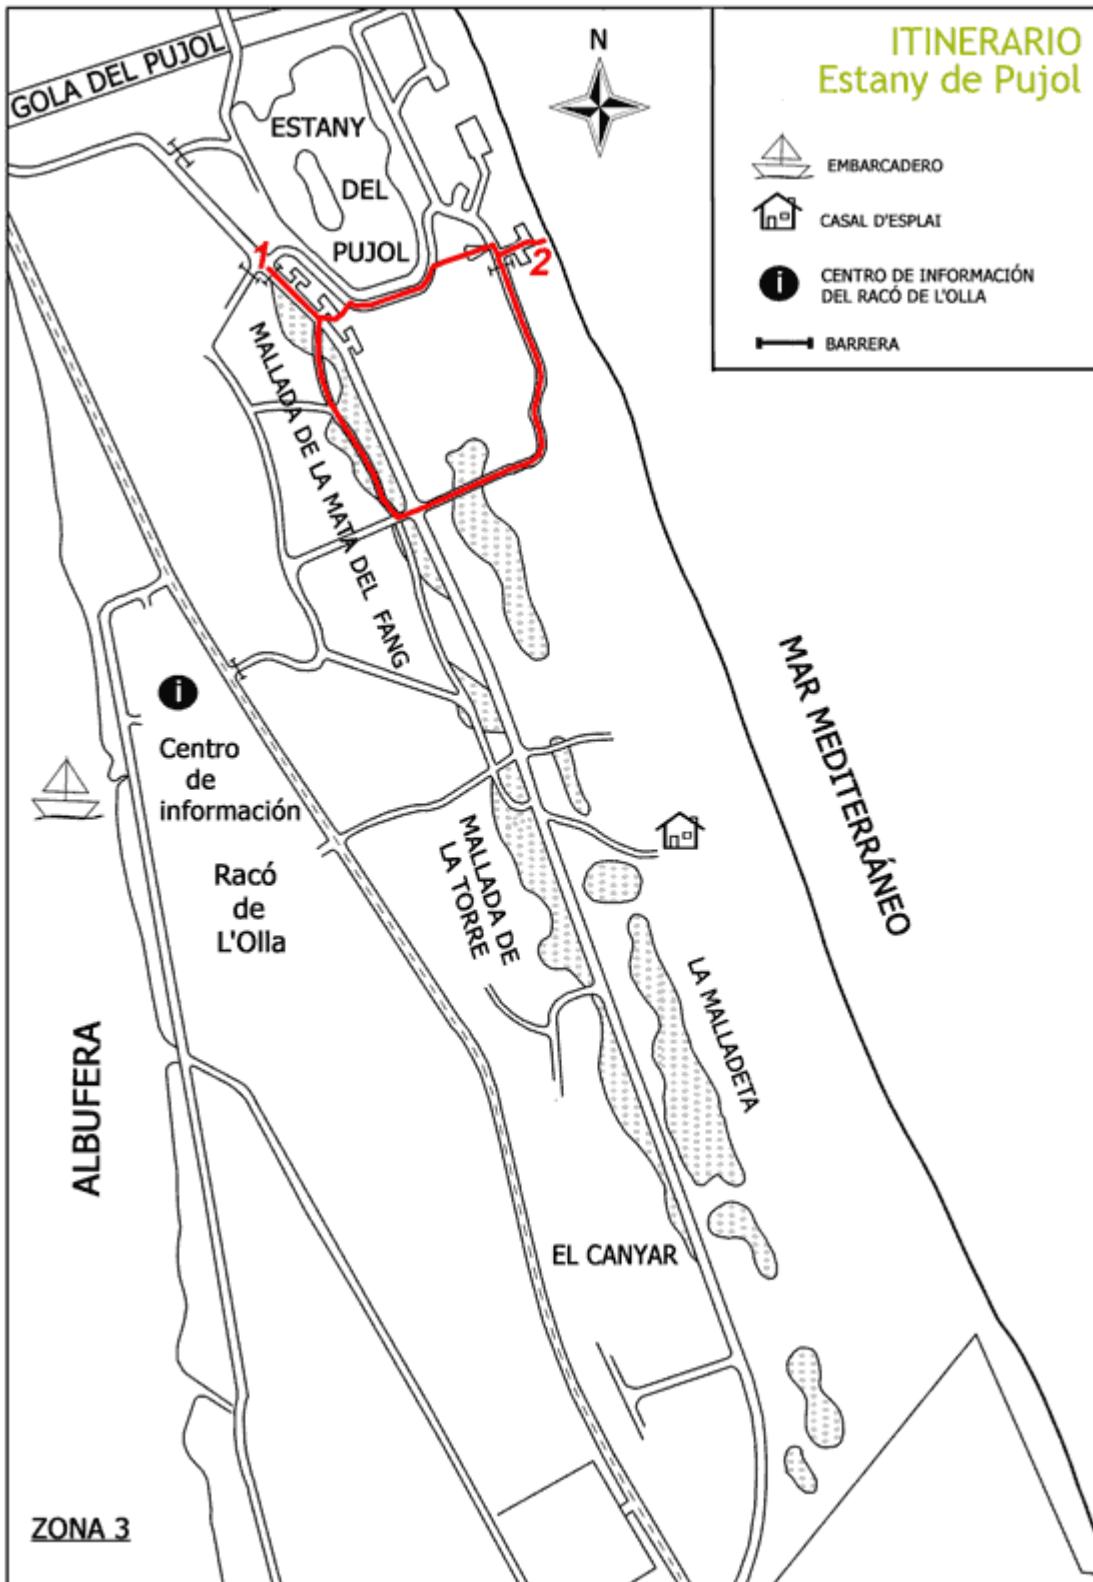 ITINERARIO
Estany de Pujol
EMBARCADERO
CASAL D'ESPLAI
i
CENTRO DE INFORMACIÓN
DEL RACÓ DE L'OLLA
BARRERA
N
GOLA DEL PUJOL
ESTANY
DEL
PUJOL
1
2
MALLADA DE LA MATA DEL FANG
i
Centro
de
información
Racó
de
L'Olla
MALLADA DE
LA TORRE
MAR MEDITERRÁNEO
LA MALLADETA
ALBUFERA
EL CANYAR
ZONA 3